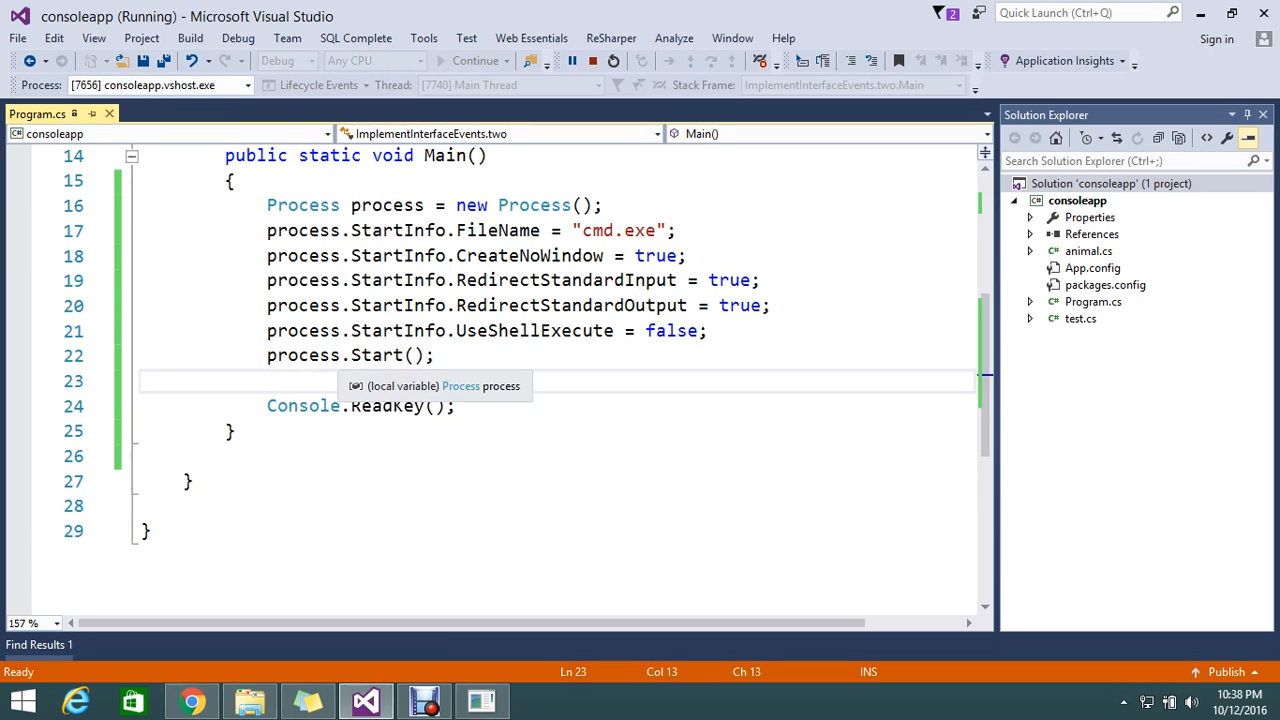 consoleapp (Running) - Microsoft Visual Studio
2
Quick Launch (Ctrl+Q)
File Edit View Project Build Debug Team SQL Complete Tools Test Web Essentials ReSharper Analyze Window Help
Sign in
Debug Any CPU Continue Application Insights
Process: [7656] consoleapp.vshost.exe Lifecycle Events Thread: [7740] Main Thread Stack Frame: ImplementInterfaceEvents.two.Main
Program.cs
consoleapp ImplementInterfaceEvents.two Main()
14 public static void Main()
15 {
16 Process process = new Process();
17 process.StartInfo.FileName = "cmd.exe";
18 process.StartInfo.CreateNoWindow = true;
19 process.StartInfo.RedirectStandardInput = true;
20 process.StartInfo.RedirectStandardOutput = true;
21 process.StartInfo.UseShellExecute = false;
22 process.Start();
23
(local variable) Process process
24 Console.ReadKey();
25 }
26
27 }
28
29 }
157 %
Find Results 1
Ready Ln 23 Col 13 Ch 13 INS Publish
Solution Explorer
Search Solution Explorer (Ctrl+;)
Solution 'consoleapp' (1 project)
consoleapp
Properties
References
animal.cs
App.config
packages.config
Program.cs
test.cs
10:38 PM
10/12/2016